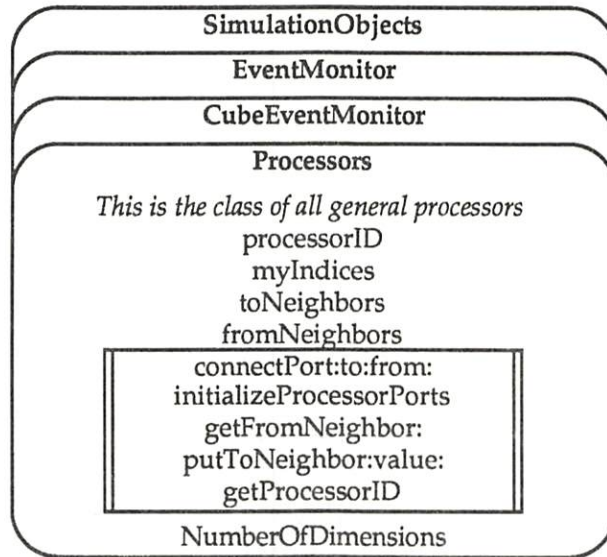 SimulationObjects
EventMonitor
CubeEventMonitor
Processors
This is the class of all general processors
processorID
myIndices
toNeighbors
fromNeighbors
connectPort:to:from:
initializeProcessorPorts
getFromNeighbor:
putToNeighbor:value:
getProcessorID
NumberOfDimensions